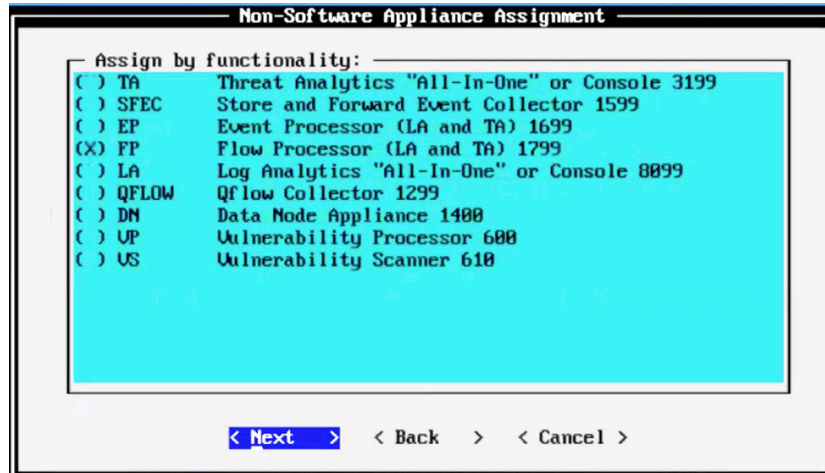 Non-Software Appliance Assignment
Assign by functionality:
( ) TA Threat Analytics "All-In-One" or Console 3199
( ) SFEC Store and Forward Event Collector 1599
( ) EP Event Processor (LA and TA) 1699
(X) FP Flow Processor (LA and TA) 1799
( ) LA Log Analytics "All-In-One" or Console 8099
( ) QFLOW Qflow Collector 1299
( ) DN Data Node Appliance 1400
( ) VP Vulnerability Processor 600
( ) VS Vulnerability Scanner 610
< Next > < Back > < Cancel >